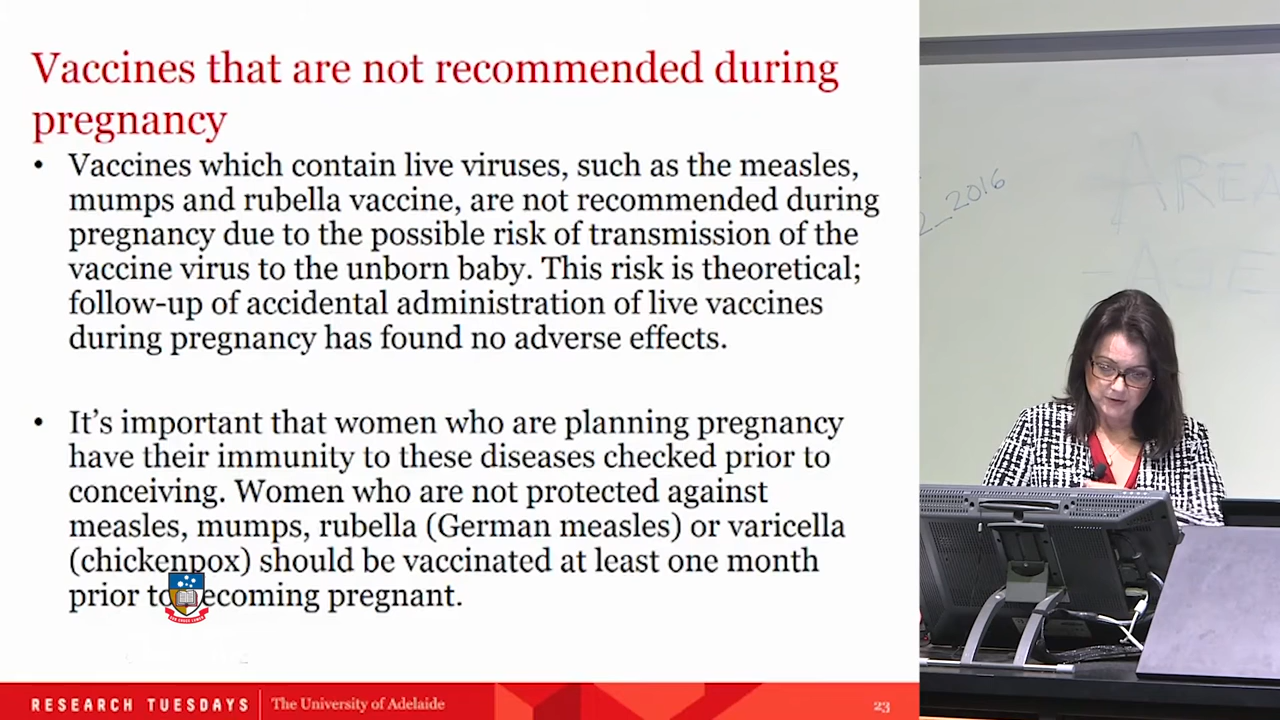 Vaccines that are not recommended during
pregnancy
• Vaccines which contain live viruses, such as the measles,
mumps and rubella vaccine, are not recommended during
pregnancy due to the possible risk of transmission of the
vaccine virus to the unborn baby. This risk is theoretical;
follow-up of accidental administration of live vaccines
during pregnancy has found no adverse effects.
• It’s important that women who are planning pregnancy
have their immunity to these diseases checked prior to
conceiving. Women who are not protected against
measles, mumps, rubella (German measles) or varicella
(chickenpox) should be vaccinated at least one month
prior to becoming pregnant.
RESEARCH TUESDAYS The University of Adelaide
23
2_2016
AREA
-AGE